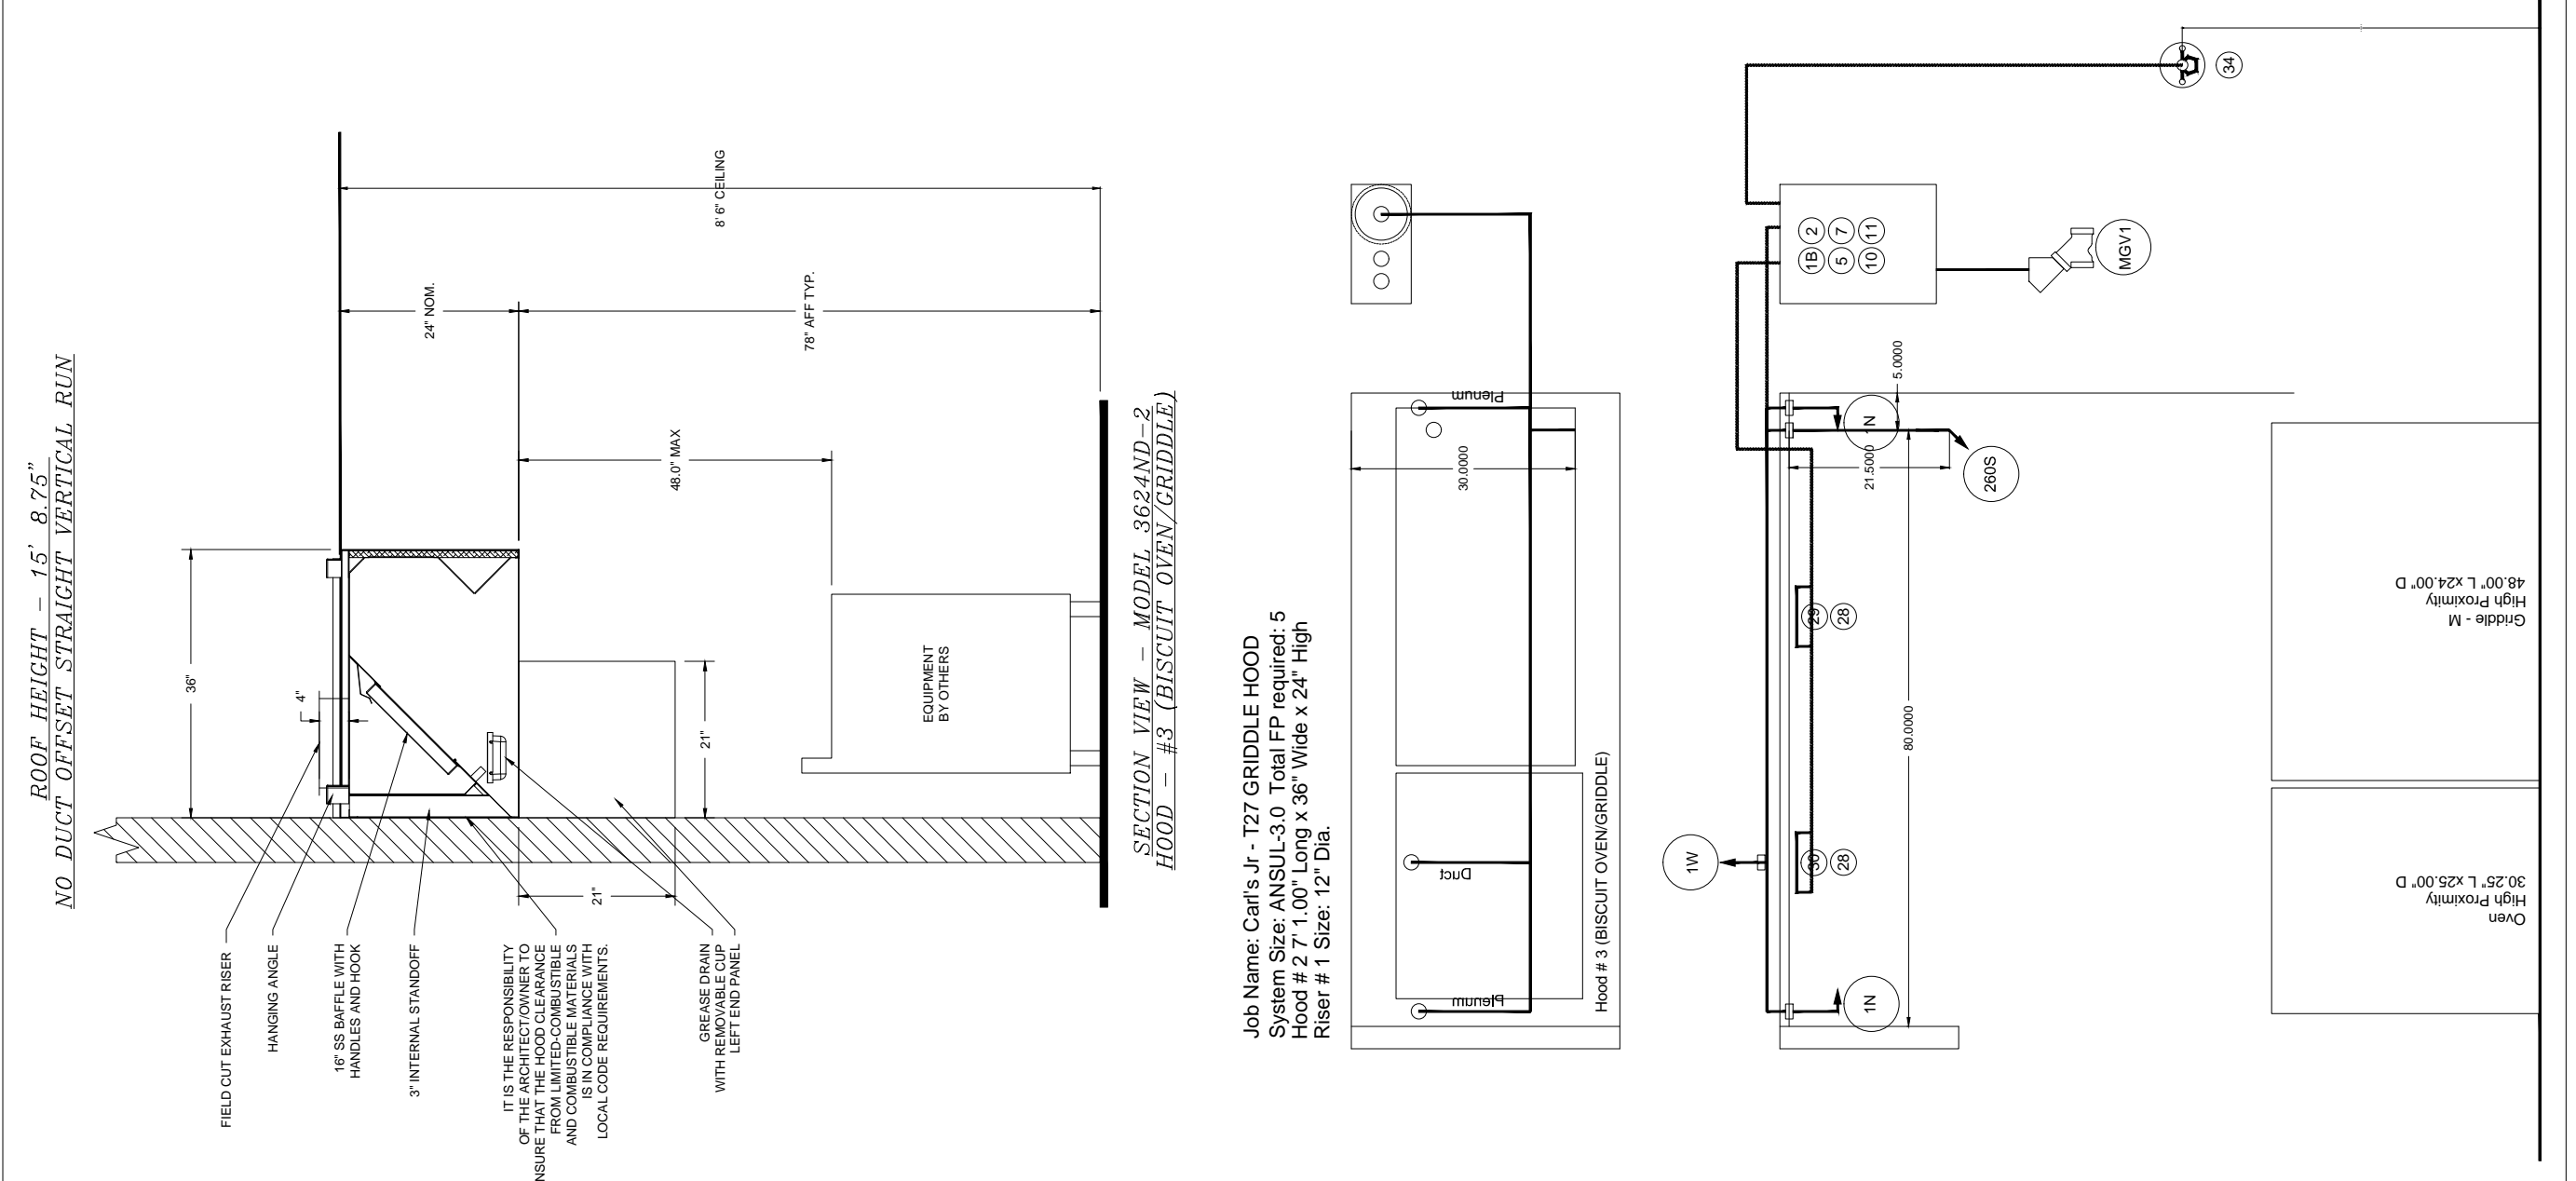 ROOF HEIGHT - 15' 8.75"
NO DUCT OFFSET STRAIGHT VERTICAL RUN
36"
4"
24" NOM.
8' 6" CEILING
78" AFF TYP.
48.0" MAX
21"
21"
EQUIPMENT
BY OTHERS
FIELD CUT EXHAUST RISER
HANGING ANGLE
16" SS BAFFLE WITH
HANDLES AND HOOK
3" INTERNAL STANDOFF
IT IS THE RESPONSIBILITY
OF THE ARCHITECT/OWNER TO
NSURE THAT THE HOOD CLEARANCE
FROM LIMITED-COMBUSTIBLE
AND COMBUSTIBLE MATERIALS
IS IN COMPLIANCE WITH
LOCAL CODE REQUIREMENTS.
GREASE DRAIN
WITH REMOVABLE CUP
LEFT END PANEL
SECTION VIEW - MODEL 3624ND-2
HOOD - #3 (BISCUIT OVEN/GRIDDLE)
Job Name: Carl's Jr - T27 GRIDDLE HOOD
System Size: ANSUL-3.0 Total FP required: 5
Hood # 2 7' 1.00" Long x 36" Wide x 24" High
Riser # 1 Size: 12" Dia.
Plenum
Duct
Plenum
30.0000
Hood # 3 (BISCUIT OVEN/GRIDDLE)
1W
1N
30
28
29
28
1N
5.0000
21.5000
260S
80.0000
1B
2
5
7
10
11
MGV1
34
Oven
High Proximity
30.25" L x25.00" D
Griddle - M
High Proximity
48.00" L x24.00" D